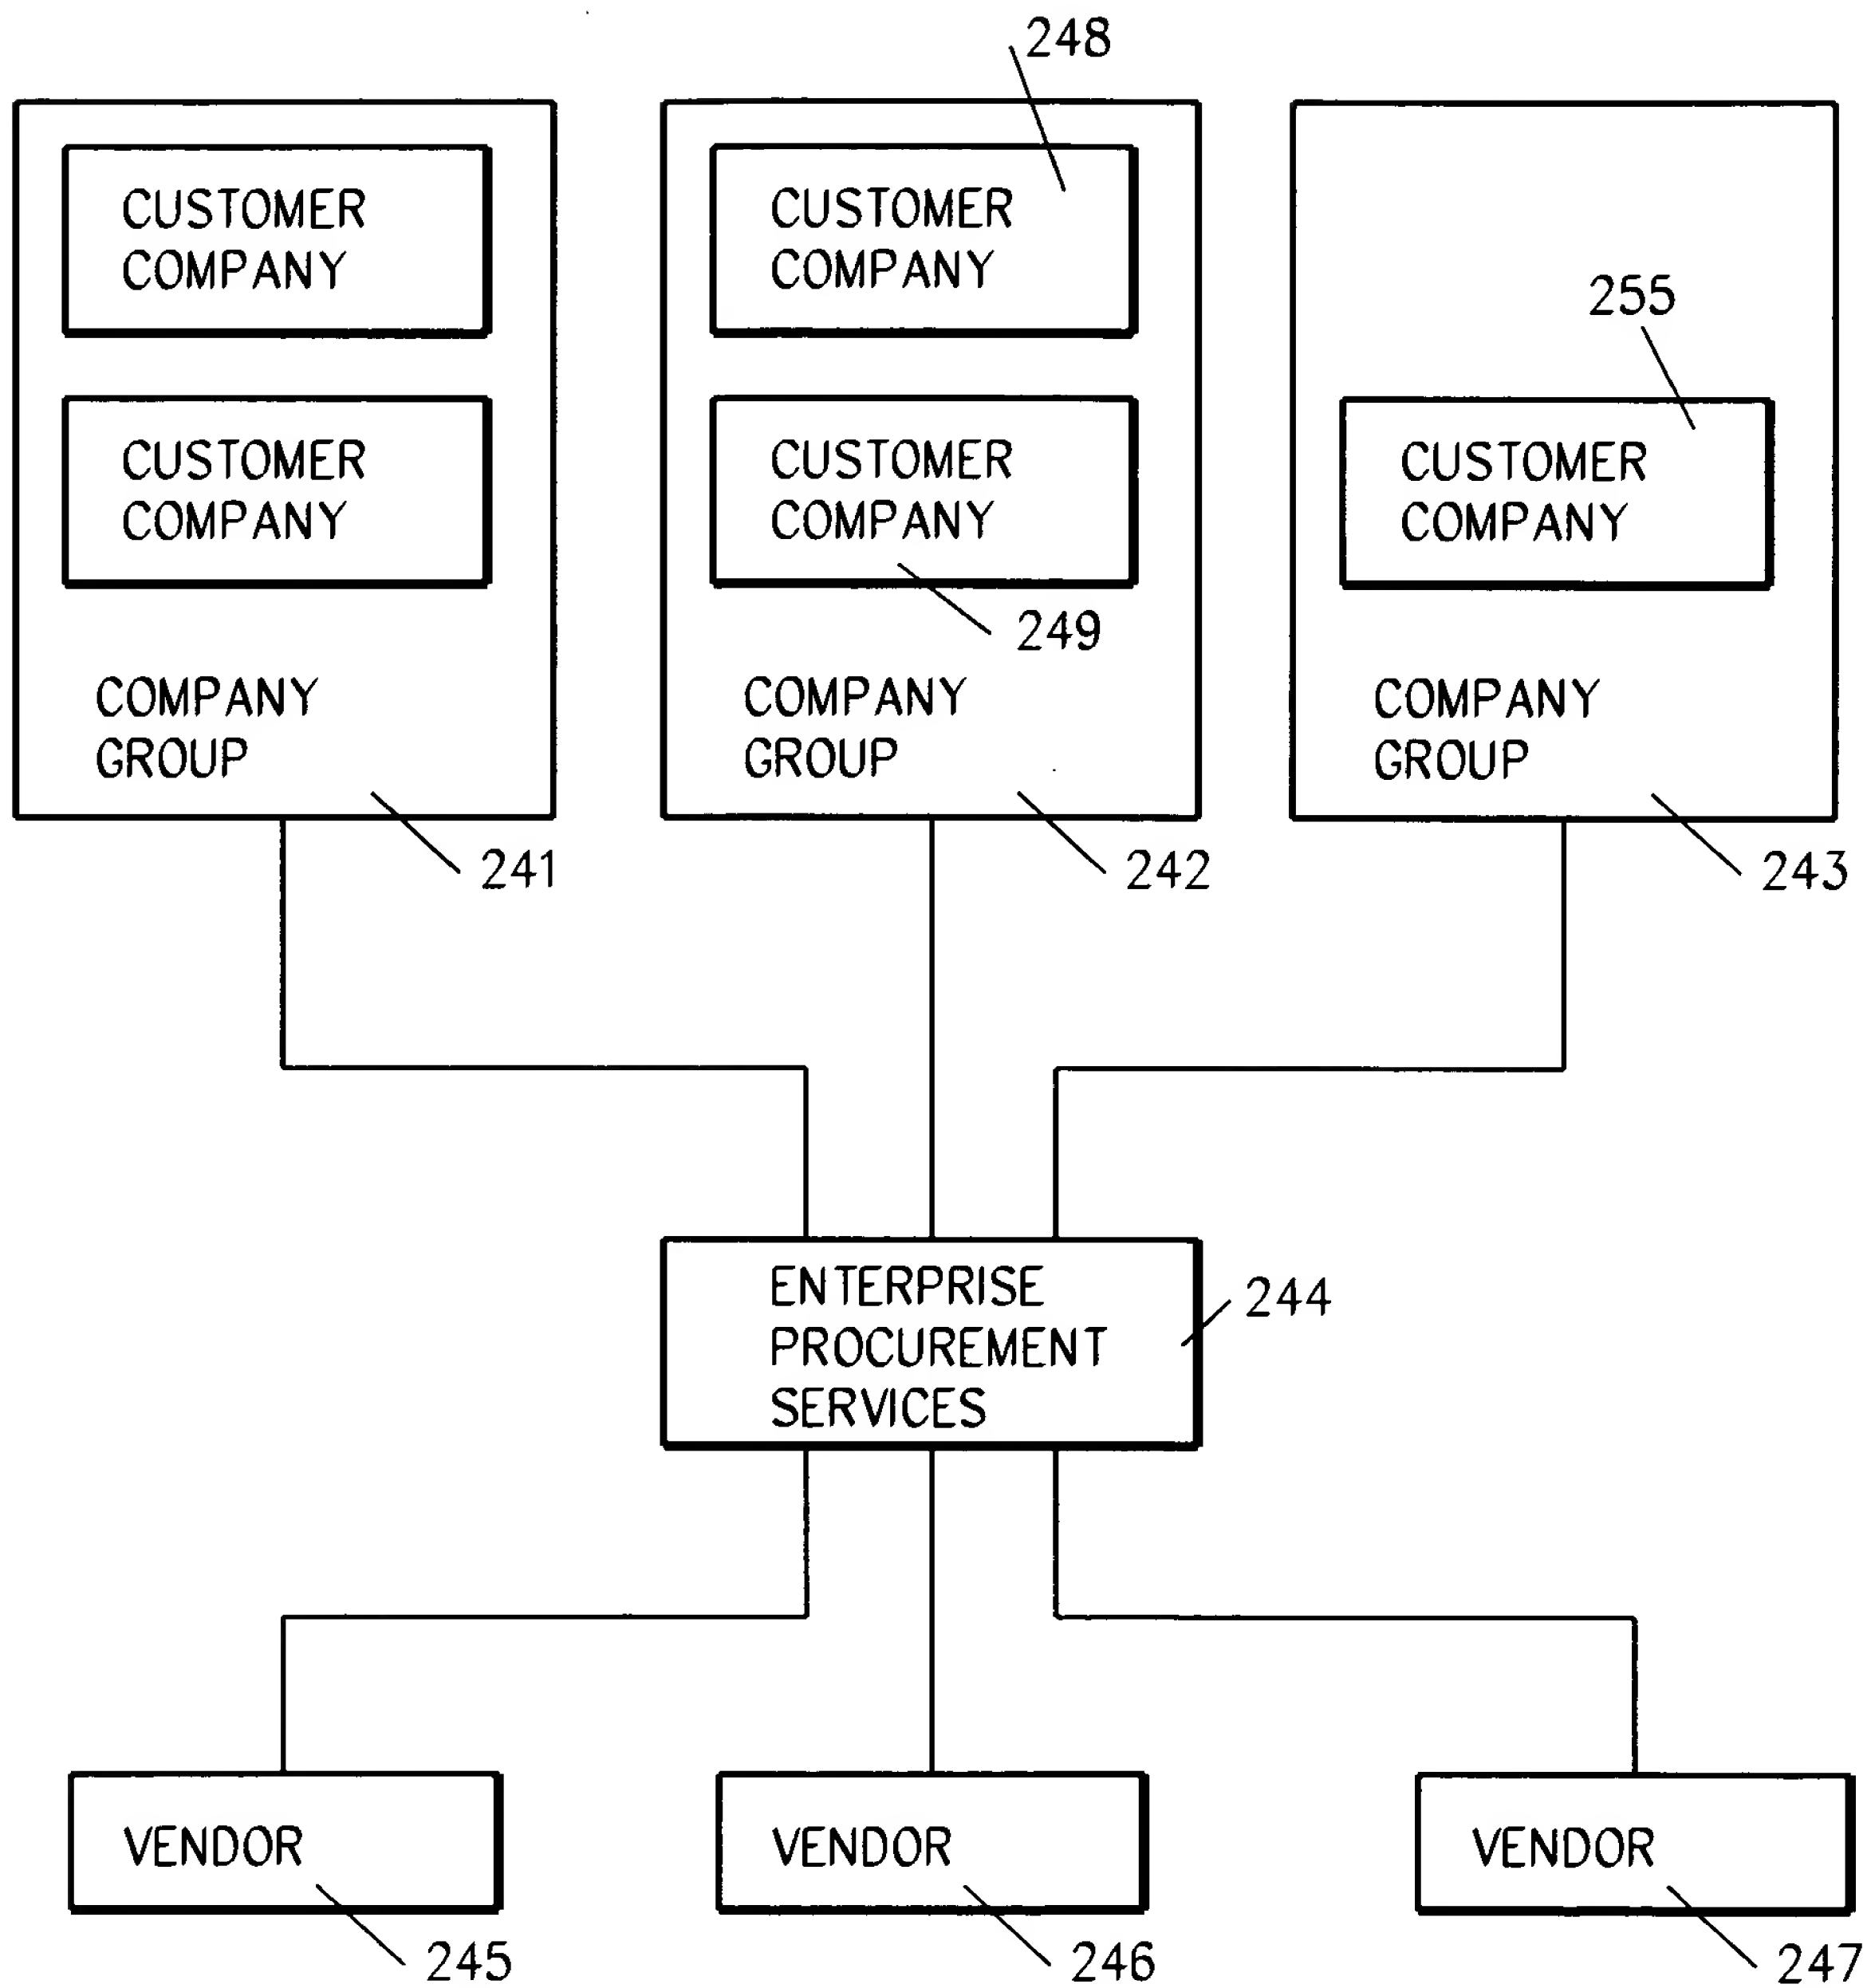 248
CUSTOMER
COMPANY
CUSTOMER
COMPANY
COMPANY
GROUP
241
CUSTOMER
COMPANY
CUSTOMER
COMPANY
249
COMPANY
GROUP
242
255
CUSTOMER
COMPANY
COMPANY
GROUP
243
ENTERPRISE
PROCUREMENT
SERVICES
244
VENDOR
245
VENDOR
246
VENDOR
247